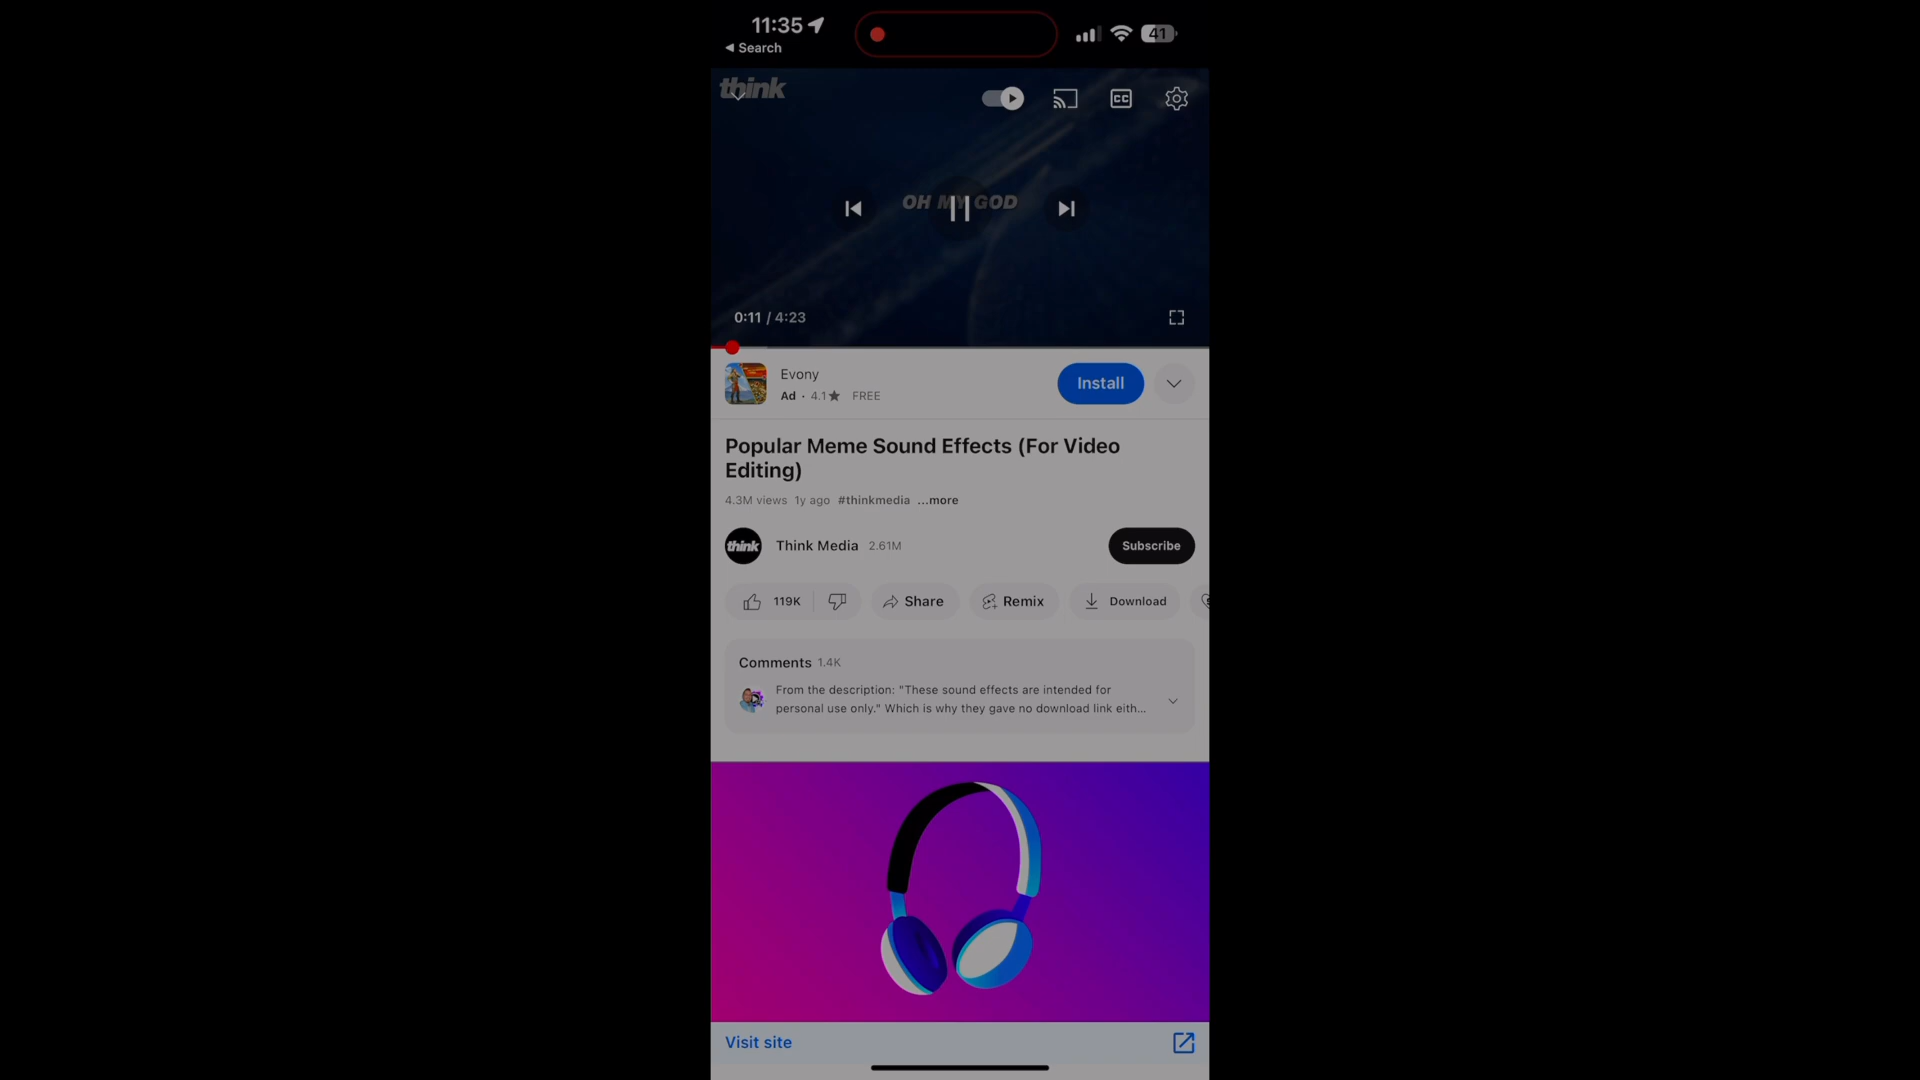 11:35
41
◀ Search
think
CC
OH MY GOD
0:11 / 4:23
Evony
Ad · 4.1★ FREE
Install
Popular Meme Sound Effects (For Video
Editing)
4.3M views 1y ago #thinkmedia ...more
think
Think Media 2.61M
Subscribe
119K
Share
Remix
Download
Comments 1.4K
From the description: "These sound effects are intended for
personal use only." Which is why they gave no download link eith...
Visit site